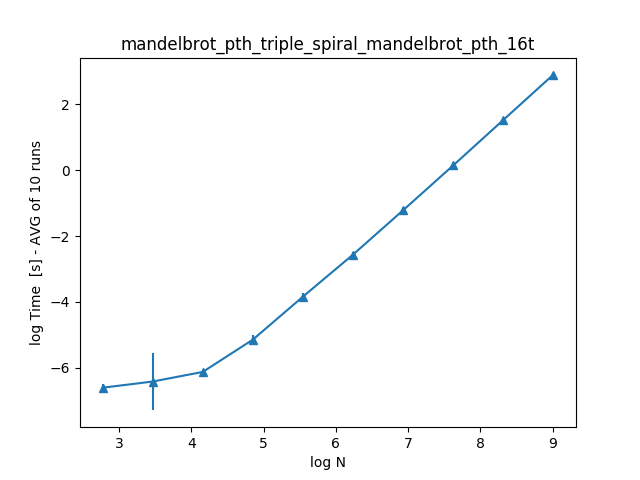 mandelbrot_pth_triple_spiral_mandelbrot_pth_16t
log Time  [s] - AVG of 10 runs
2
0
−2
−4
−6
3 4 5 6 7 8 9
log N